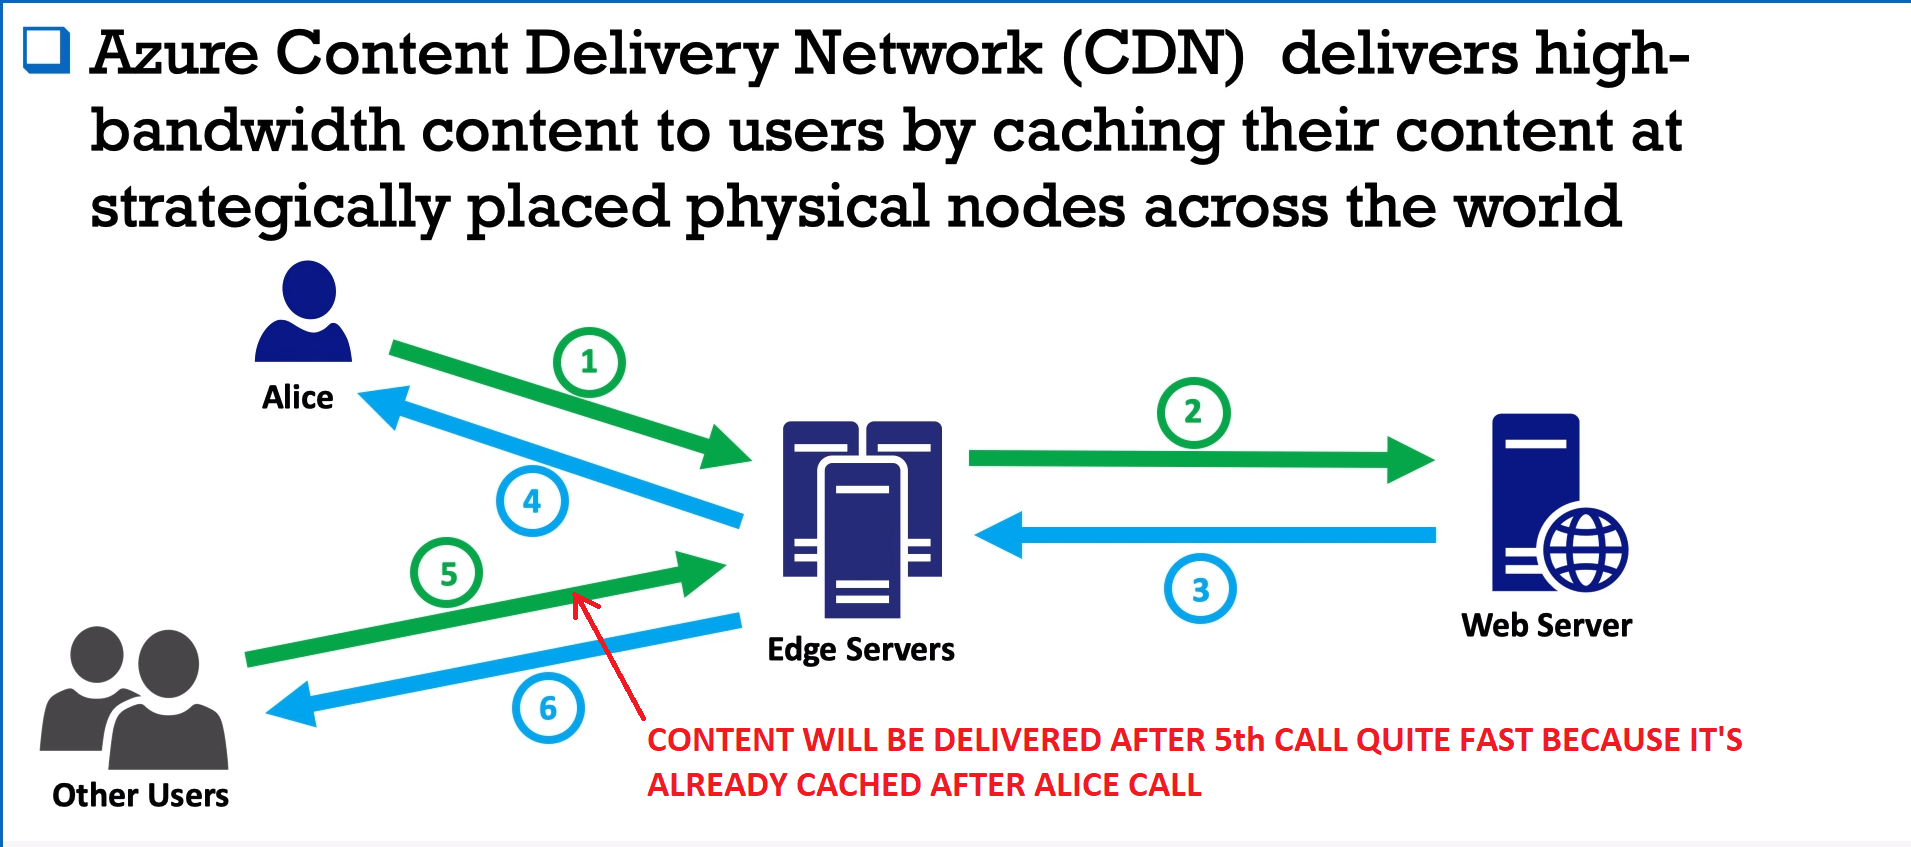 Azure Content Delivery Network (CDN) delivers high-
bandwidth content to users by caching their content at
strategically placed physical nodes across the world
Alice
1
2
4
3
5
6
Edge Servers
Web Server
Other Users
CONTENT WILL BE DELIVERED AFTER 5th CALL QUITE FAST BECAUSE IT'S
ALREADY CACHED AFTER ALICE CALL